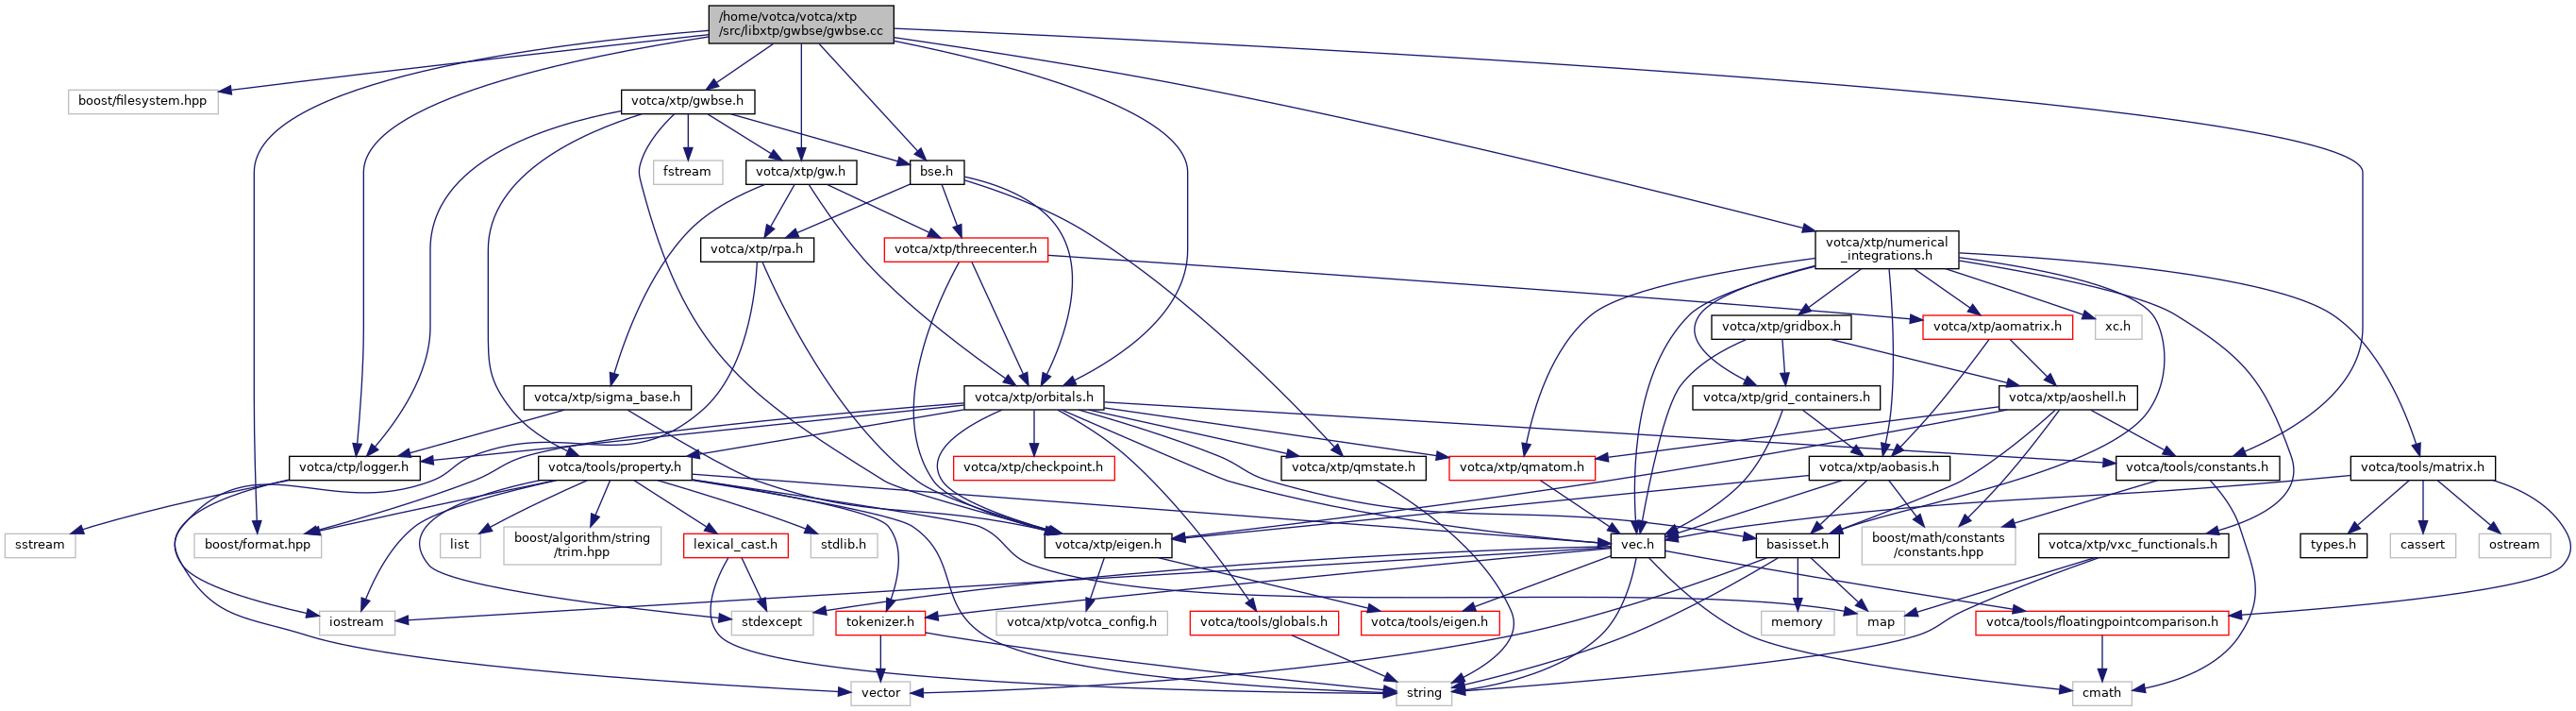 /home/votca/votca/xtp
/src/libxtp/gwbse/gwbse.cc
boost/filesystem.hpp
votca/xtp/gwbse.h
fstream
votca/xtp/gw.h
bse.h
votca/xtp/rpa.h
votca/xtp/threecenter.h
votca/xtp/numerical
_integrations.h
votca/xtp/gridbox.h
votca/xtp/aomatrix.h
xc.h
votca/xtp/sigma_base.h
votca/xtp/orbitals.h
votca/xtp/grid_containers.h
votca/xtp/aoshell.h
votca/ctp/logger.h
votca/tools/property.h
votca/xtp/checkpoint.h
votca/xtp/qmstate.h
votca/xtp/qmatom.h
votca/xtp/aobasis.h
votca/tools/constants.h
votca/tools/matrix.h
sstream
boost/format.hpp
list
boost/algorithm/string
/trim.hpp
lexical_cast.h
stdlib.h
votca/xtp/eigen.h
vec.h
basisset.h
boost/math/constants
/constants.hpp
votca/xtp/vxc_functionals.h
types.h
cassert
ostream
iostream
stdexcept
tokenizer.h
votca/xtp/votca_config.h
votca/tools/globals.h
votca/tools/eigen.h
memory
map
votca/tools/floatingpointcomparison.h
vector
string
cmath